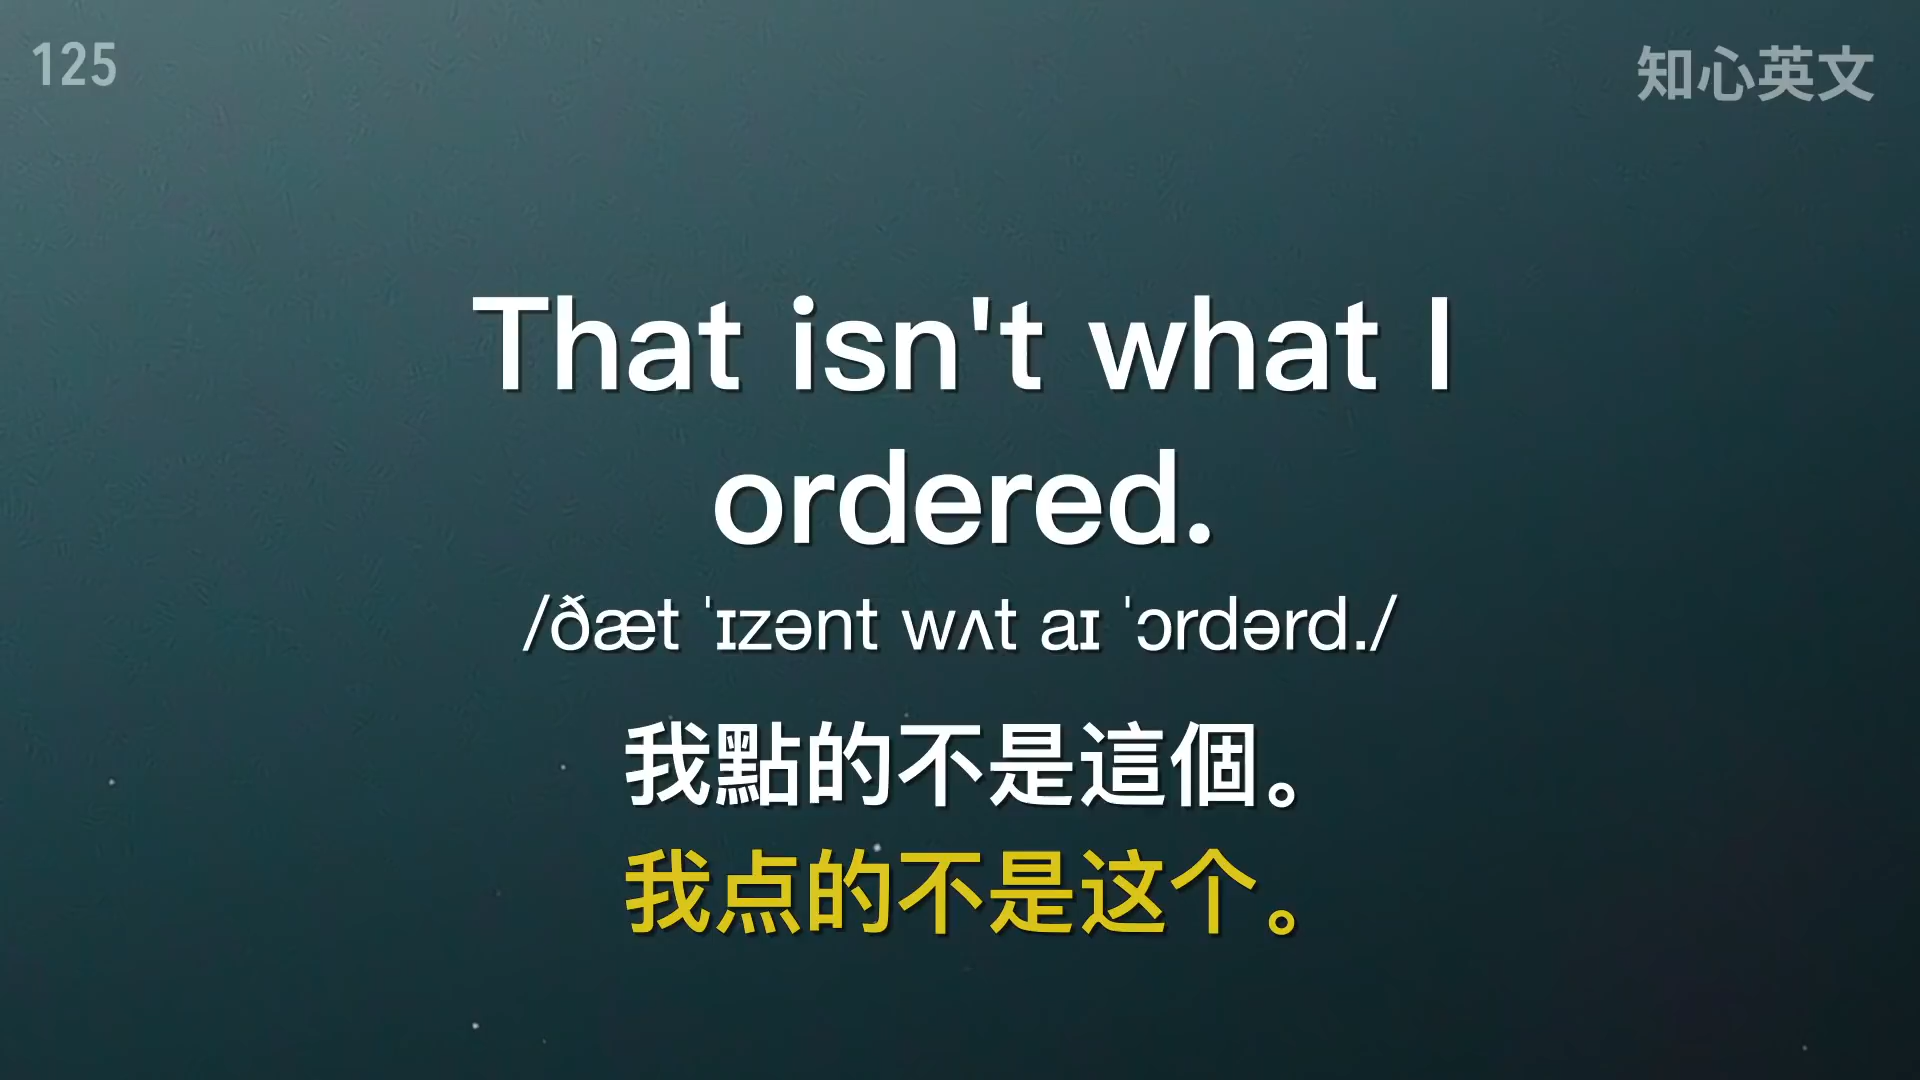 125
知心英文
That isn't what I
ordered.
/ðæt ˈɪzənt wʌt aɪ ˈɔrdərd./
我點的不是這個。
我点的不是这个。